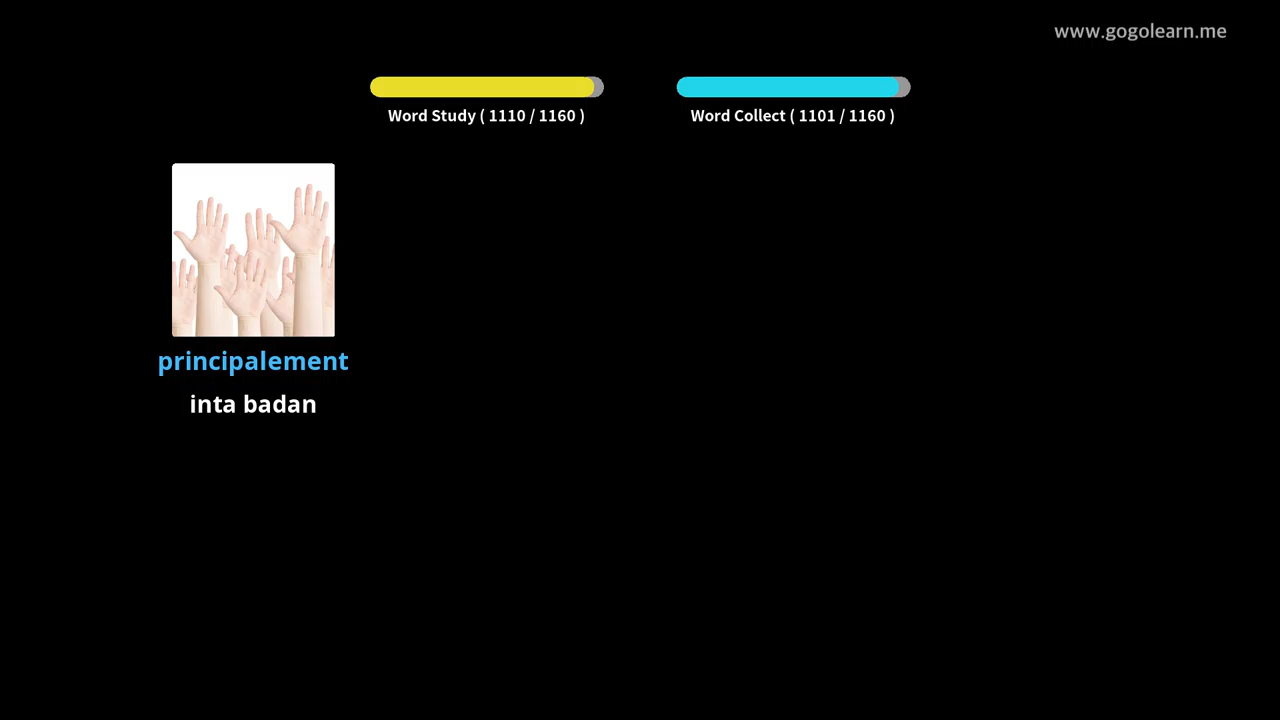 www.gogolearn.me
Word Study ( 1110 / 1160 )
Word Collect ( 1101 / 1160 )
principalement
inta badan